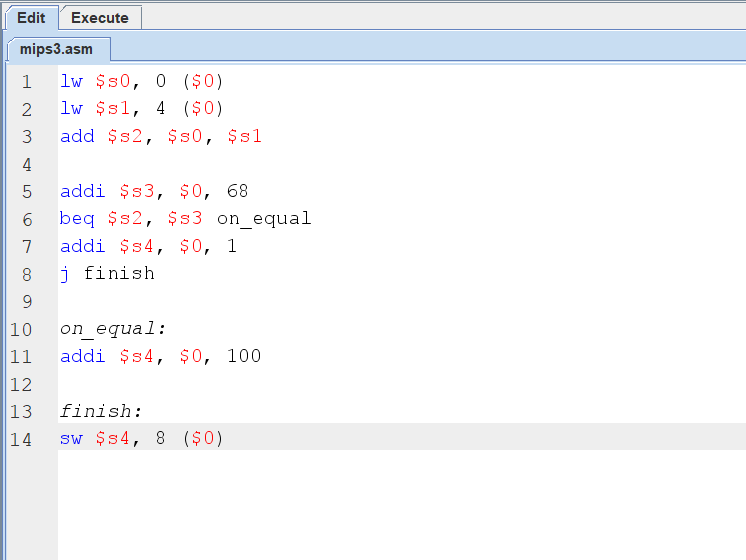 Edit Execute
mips3.asm
1 lw $s0, 0 ($0)
2 lw $s1, 4 ($0)
3 add $s2, $s0, $s1
4
5 addi $s3, $0, 68
6 beq $s2, $s3 on_equal
7 addi $s4, $0, 1
8 j finish
9
10 on_equal:
11 addi $s4, $0, 100
12
13 finish:
14 sw $s4, 8 ($0)